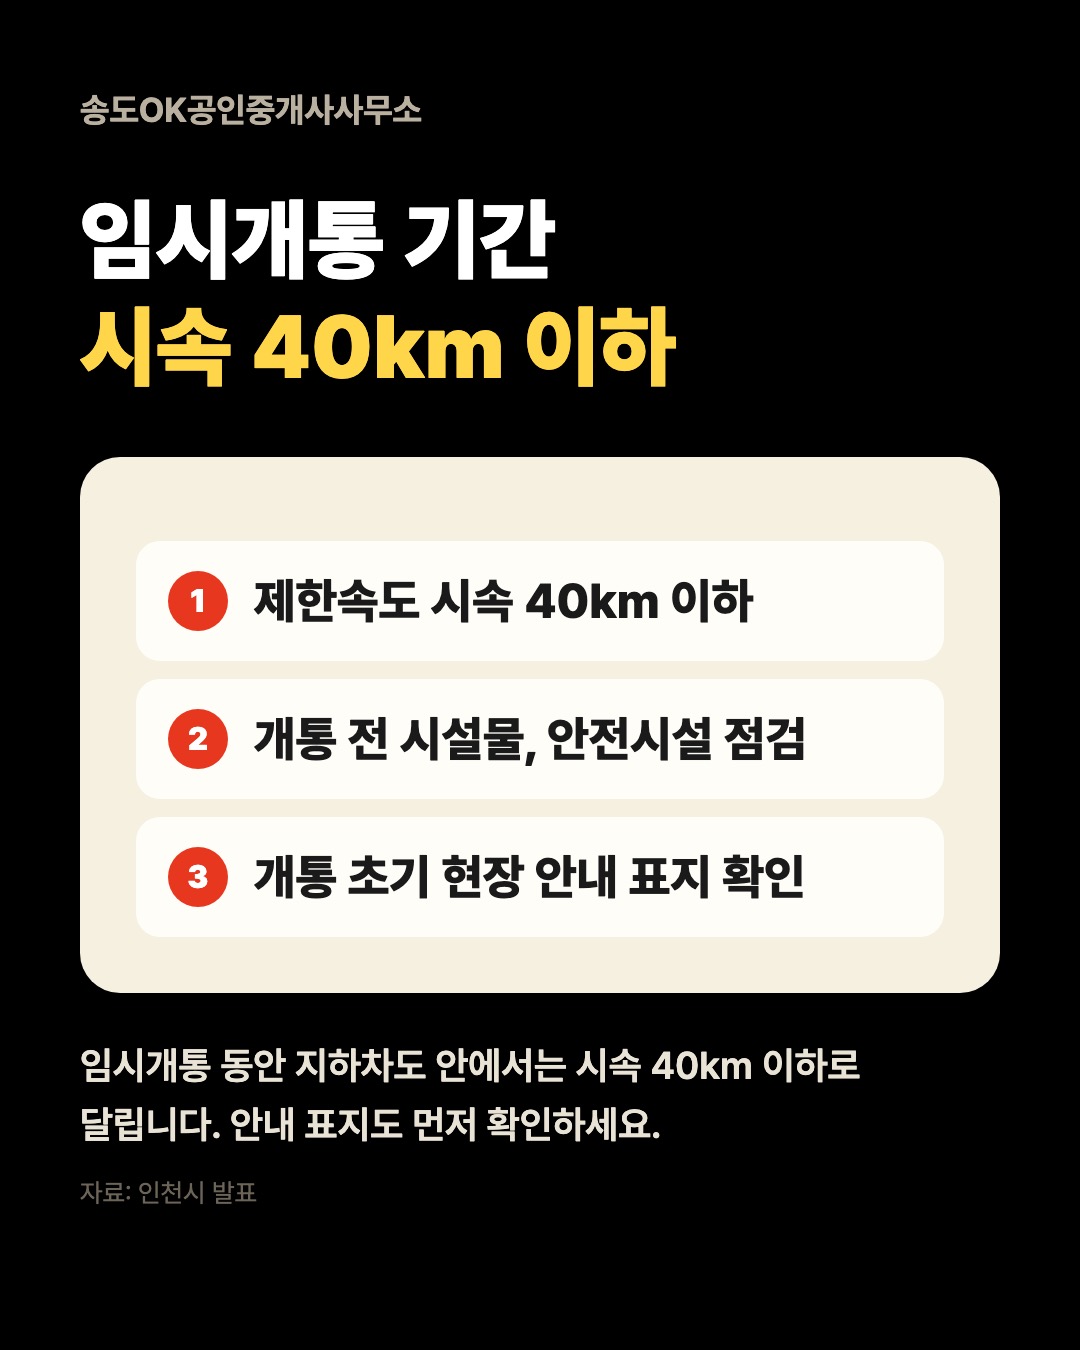 송도OK공인중개사사무소
임시개통 기간
시속 40km 이하
1 제한속도 시속 40km 이하
2 개통 전 시설물, 안전시설 점검
3 개통 초기 현장 안내 표지 확인
임시개통 동안 지하차도 안에서는 시속 40km 이하로
달립니다. 안내 표지도 먼저 확인하세요.
자료: 인천시 발표